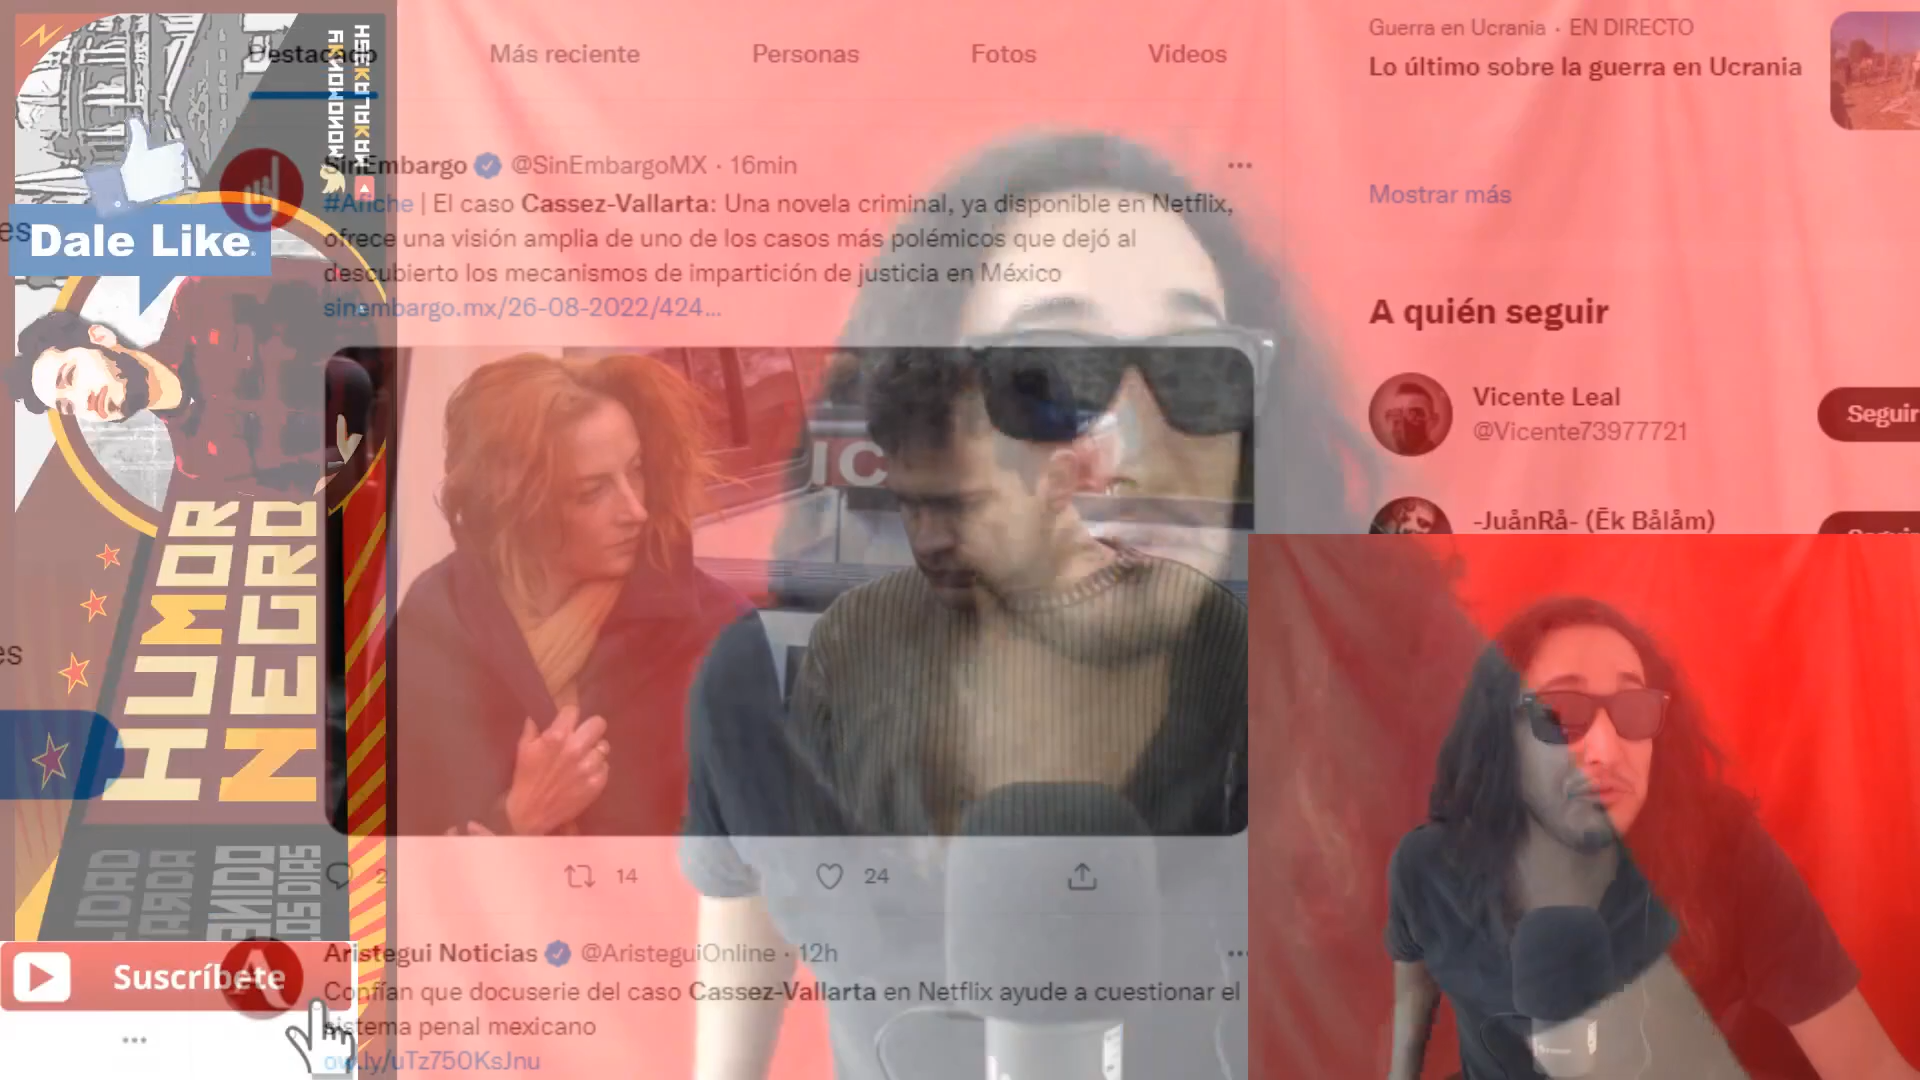 Destacado
Más reciente
Personas
Fotos
Videos
SinEmbargo @SinEmbargoMX · 16min
#Afiche | El caso Cassez-Vallarta: Una novela criminal, ya disponible en Netflix,
ofrece una visión amplia de uno de los casos más polémicos que dejó al
descubierto los mecanismos de impartición de justicia en México
sinembargo.mx/26-08-2022/424...
IC
2
14
24
Aristegui Noticias @AristeguiOnline · 12h
Confían que docuserie del caso Cassez-Vallarta en Netflix ayude a cuestionar el
sistema penal mexicano
ow.ly/uTz750KsJnu
Guerra en Ucrania · EN DIRECTO
Lo último sobre la guerra en Ucrania
Mostrar más
A quién seguir
Vicente Leal
@Vicente73977721
Seguir
-JuånRå- (Ēk Bålåm)
es
Dale Like.
es
HUMOR
NEGRO
Suscríbete